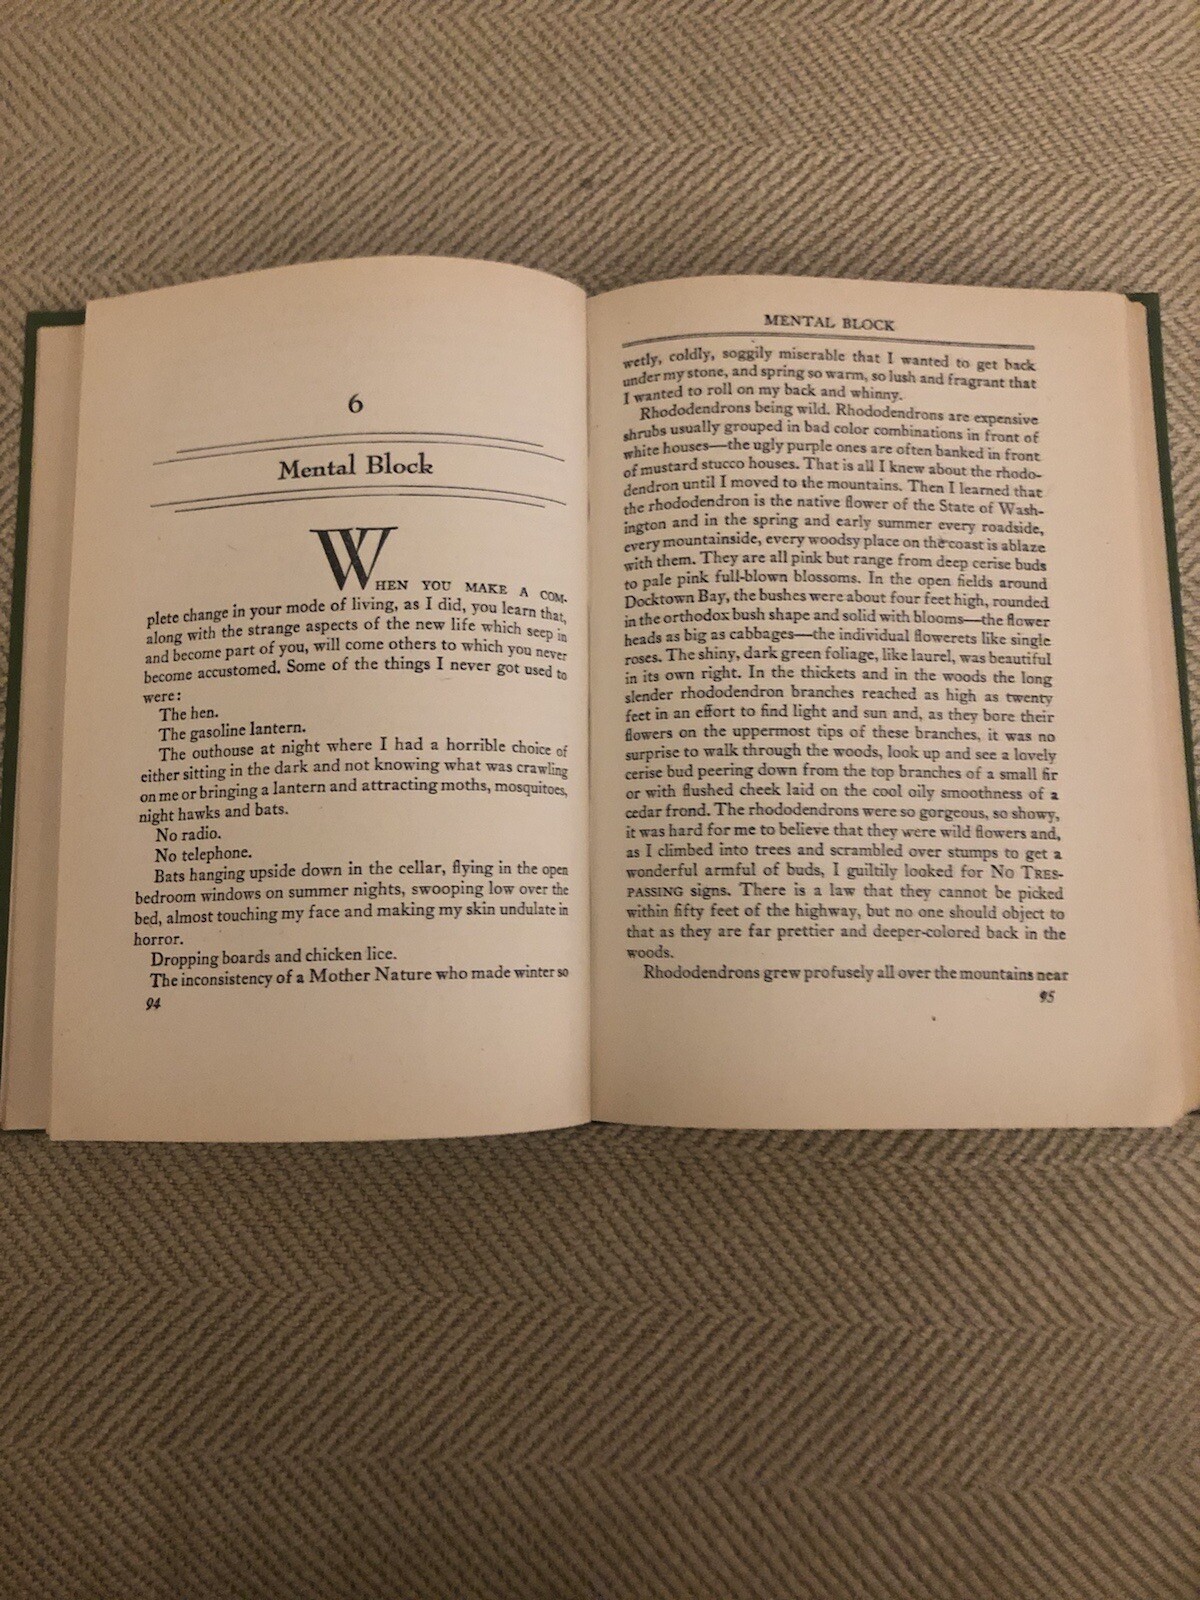 6
Mental Block
WHEN YOU MAKE A COM-
plete change in your mode of living, as I did, you learn that,
along with the strange aspects of the new life which seep in
and become part of you, will come others to which you never
become accustomed. Some of the things I never got used to
were:
The hen.
The gasoline lantern.
The outhouse at night where I had a horrible choice of
either sitting in the dark and not knowing what was crawling
on me or bringing a lantern and attracting moths, mosquitoes,
night hawks and bats.
No radio.
No telephone.
Bats hanging upside down in the cellar, flying in the open
bedroom windows on summer nights, swooping low over the
bed, almost touching my face and making my skin undulate in
horror.
Dropping boards and chicken lice.
The inconsistency of a Mother Nature who made winter so
94
MENTAL BLOCK
wetly, coldly, soggily miserable that I wanted to get back
under my stone, and spring so warm, so lush and fragrant that
I wanted to roll on my back and whinny.
Rhododendrons being wild. Rhododendrons are expensive
shrubs usually grouped in bad color combinations in front of
white houses—the ugly purple ones are often banked in front
of mustard stucco houses. That is all I knew about the rhodo-
dendron until I moved to the mountains. Then I learned that
the rhododendron is the native flower of the State of Wash-
ington and in the spring and early summer every roadside,
every mountainside, every woodsy place on the coast is ablaze
with them. They are all pink but range from deep cerise buds
to pale pink full-blown blossoms. In the open fields around
Docktown Bay, the bushes were about four feet high, rounded
in the orthodox bush shape and solid with blooms—the flower
heads as big as cabbages—the individual flowerets like single
roses. The shiny, dark green foliage, like laurel, was beautiful
in its own right. In the thickets and in the woods the long
slender rhododendron branches reached as high as twenty
feet in an effort to find light and sun and, as they bore their
flowers on the uppermost tips of these branches, it was no
surprise to walk through the woods, look up and see a lovely
cerise bud peering down from the top branches of a small fir
or with flushed cheek laid on the cool oily smoothness of a
cedar frond. The rhododendrons were so gorgeous, so showy,
it was hard for me to believe that they were wild flowers and,
as I climbed into trees and scrambled over stumps to get a
wonderful armful of buds, I guiltily looked for NO TRES-
PASSING signs. There is a law that they cannot be picked
within fifty feet of the highway, but no one should object to
that as they are far prettier and deeper-colored back in the
woods.
Rhododendrons grew profusely all over the mountains near
95